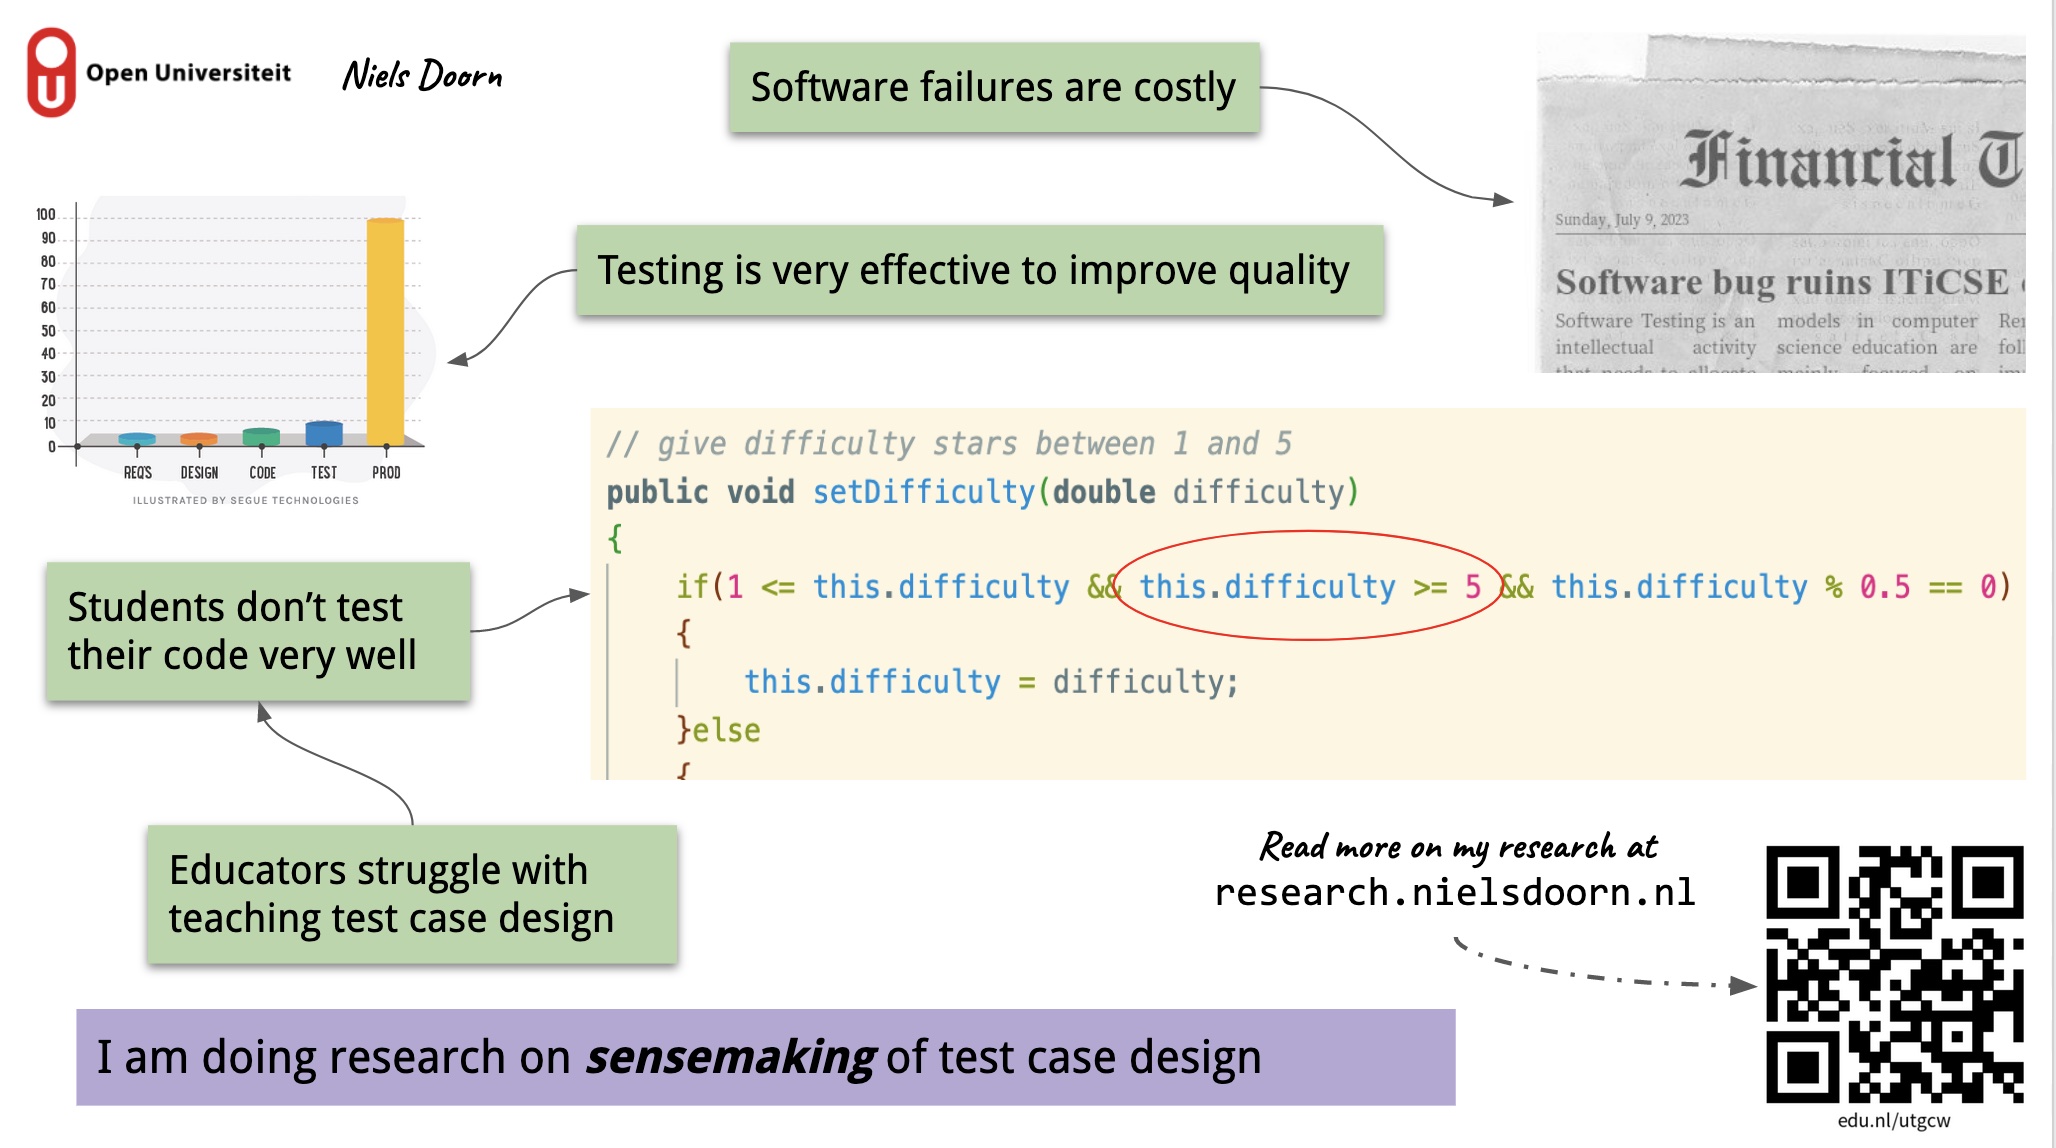 Open Universiteit
Niels Doorn
Software failures are costly
Financial T
Sunday, July 9, 2023
Software bug ruins ITiCSE
Software Testing is an
intellectual activity
that needs to allocate
models in computer
science education are
mainly focused on
Testing is very effective to improve quality
100
90
80
70
60
50
40
30
20
10
0
REQ'S DESIGN CODE TEST PROD
ILLUSTRATED BY SEGUE TECHNOLOGIES
// give difficulty stars between 1 and 5
public void setDifficulty(double difficulty)
{
if(1 <= this.difficulty && this.difficulty >= 5 && this.difficulty % 0.5 == 0)
{
this.difficulty = difficulty;
}else
{
Students don’t test
their code very well
Educators struggle with
teaching test case design
Read more on my research at
research.nielsdoorn.nl
edu.nl/utgcw
I am doing research on sensemaking of test case design